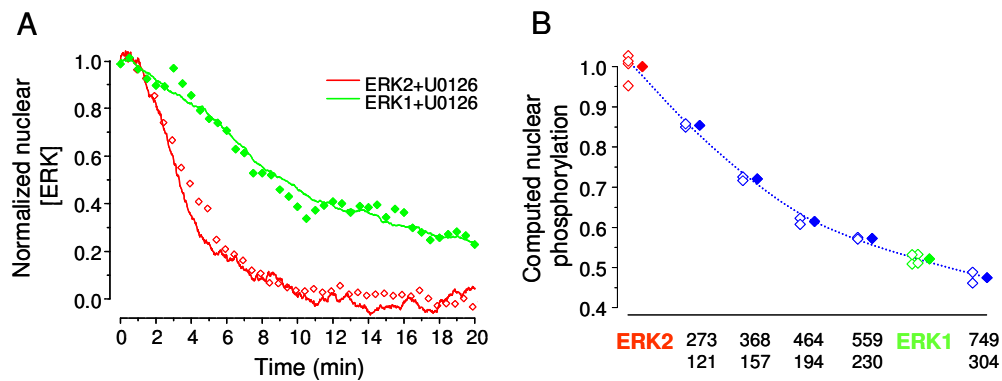 A
Normalized nuclear
[ERK]
1.0
0.8
0.6
0.4
0.2
0.0
ERK2+U0126
ERK1+U0126
0 2 4 6 8 10 12 14 16 18 20
Time (min)
B
Computed nuclear
phosphorylation
1.0
0.9
0.8
0.7
0.6
0.5
0.4
ERK2 273 368 464 559 ERK1 749
121 157 194 230 304